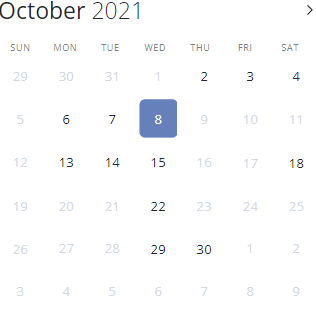 October 2021
SUN MON TUE WED THU FRI SAT
29 30 31 1 2 3 4
5 6 7 8 9 10 11
12 13 14 15 16 17 18
19 20 21 22 23 24 25
26 27 28 29 30 1 2
3 4 5 6 7 8 9